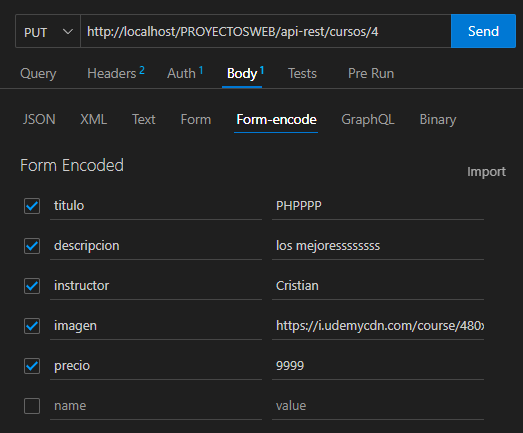 PUT http://localhost/PROYECTOSWEB/api-rest/cursos/4 Send
Query Headers 2 Auth 1 Body 1 Tests Pre Run
JSON XML Text Form Form-encode GraphQL Binary
Form Encoded
Import
titulo PHPPPP
descripcion los mejoresssssssss
instructor Cristian
imagen https://i.udemycdn.com/course/480x
precio 9999
name value